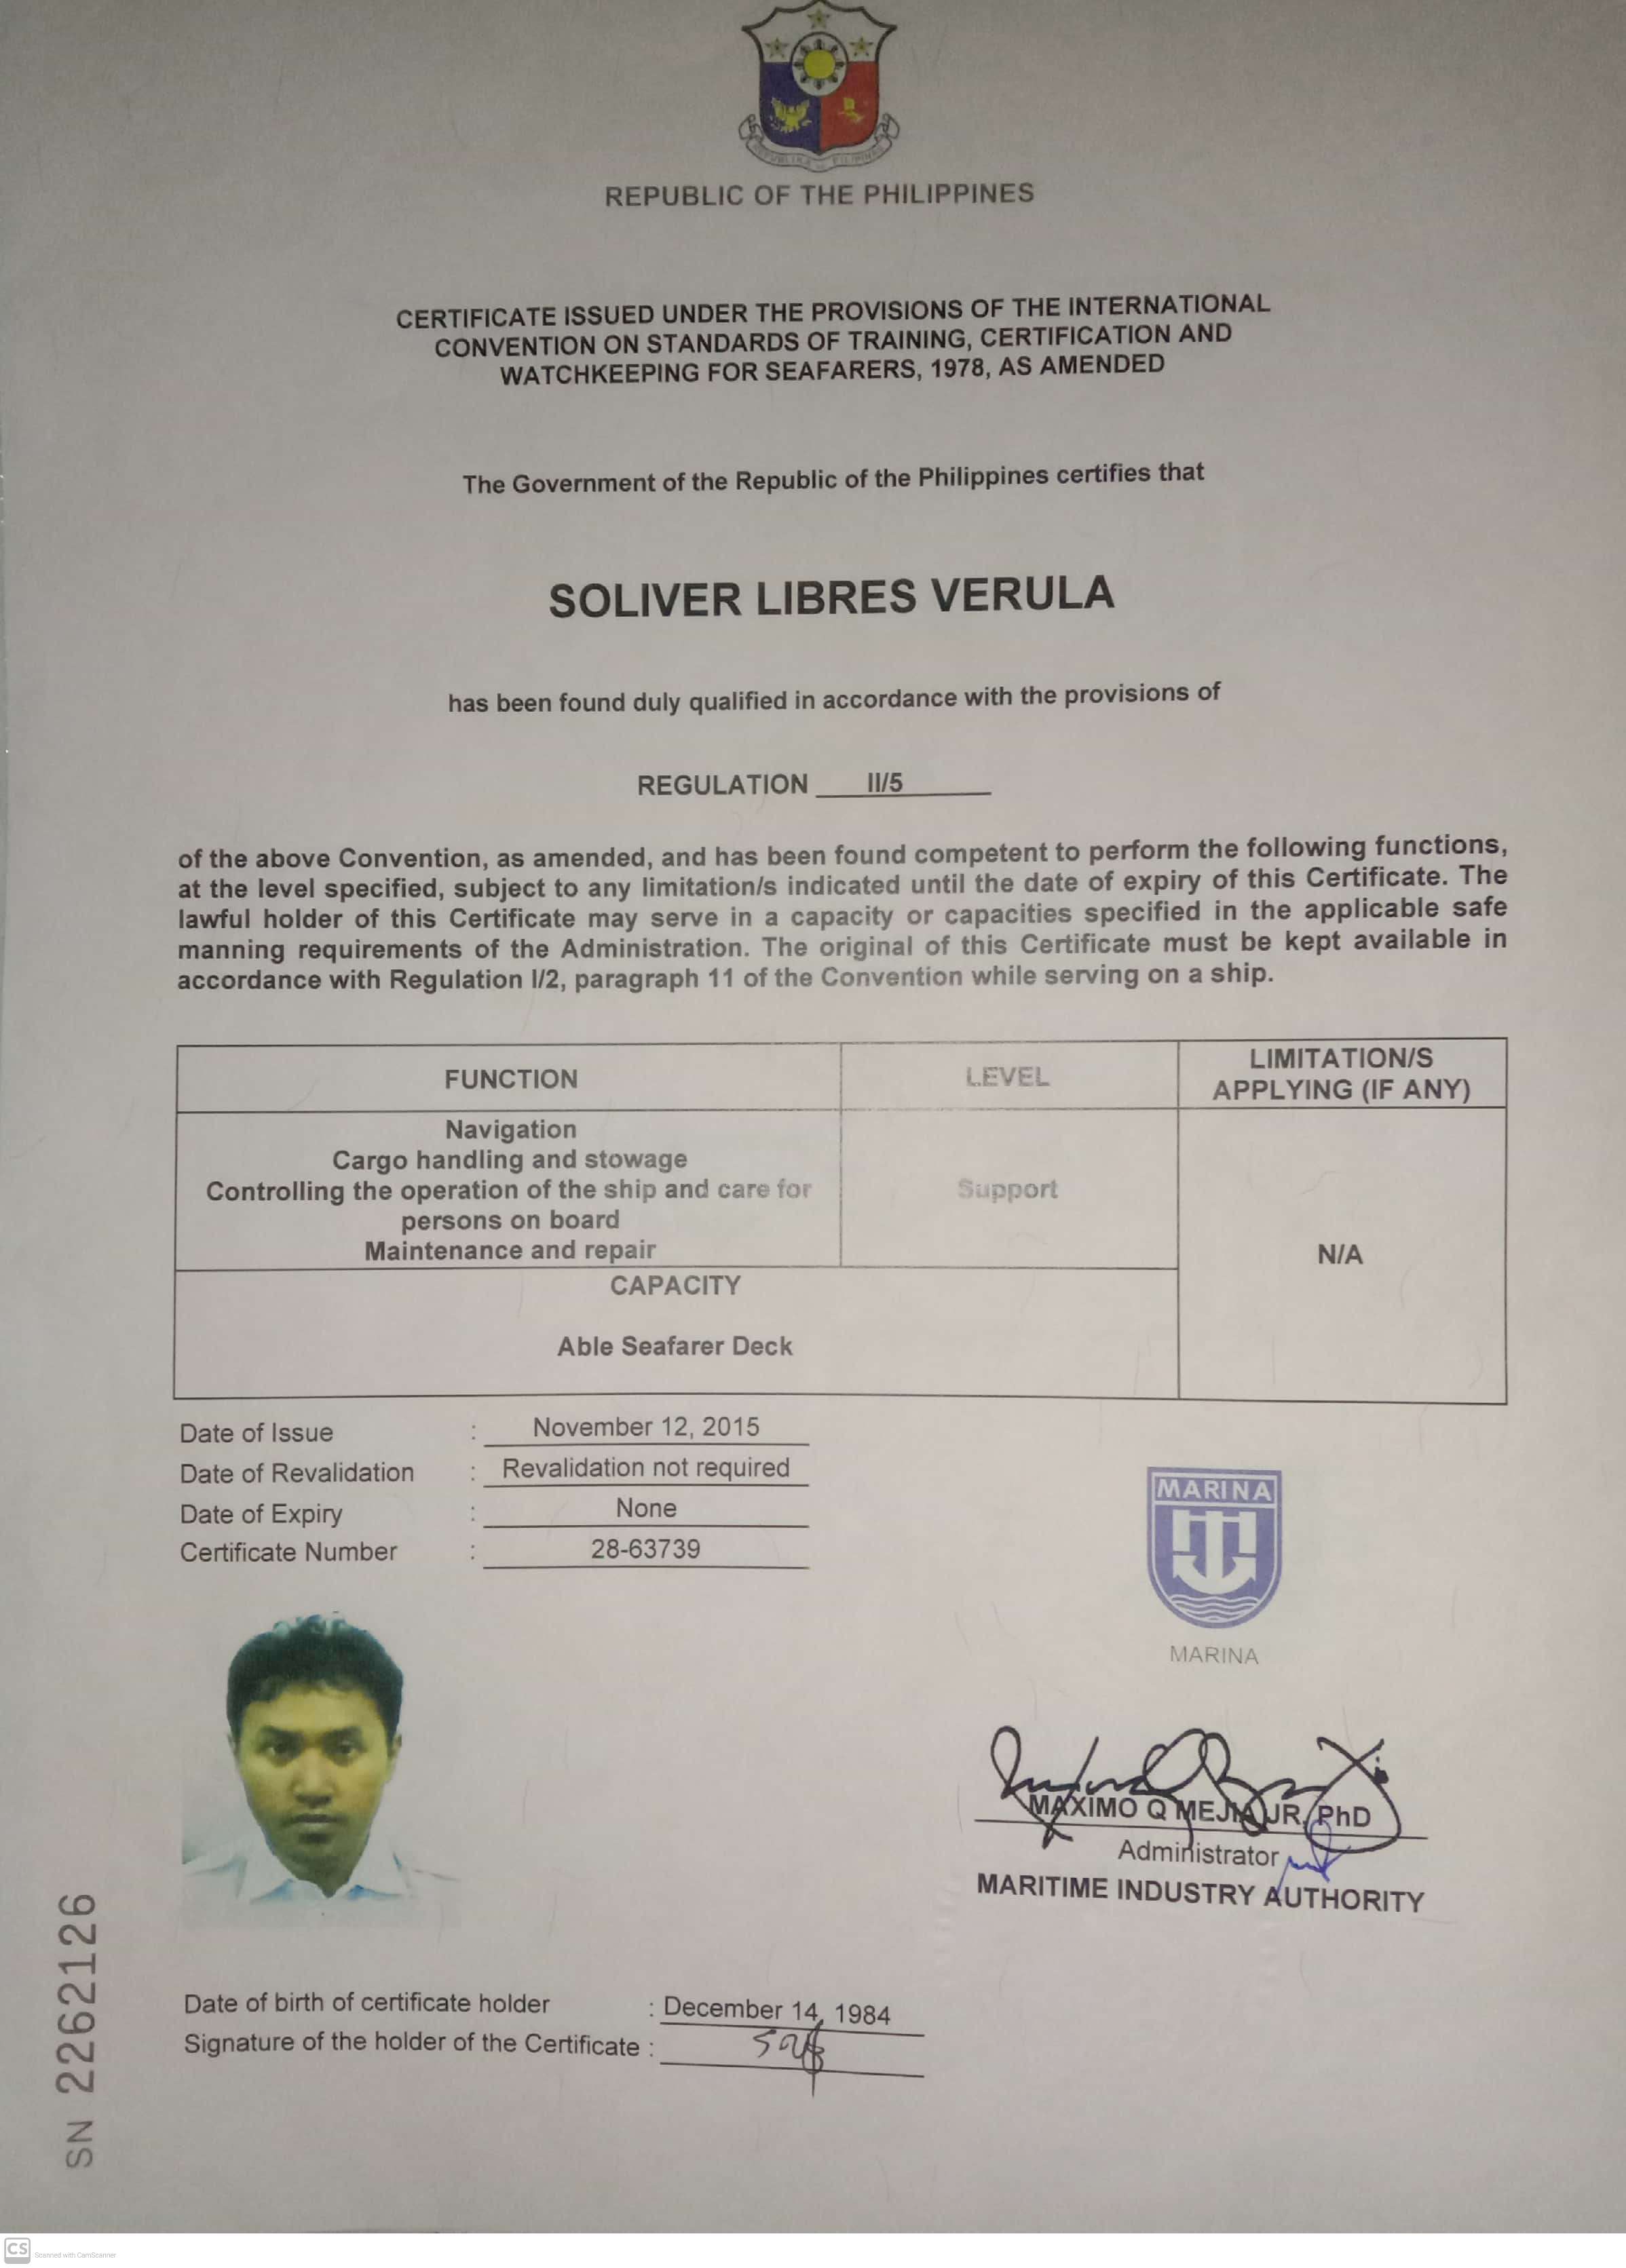 REPUBLIKA NG PILIPINAS
REPUBLIC OF THE PHILIPPINES
CERTIFICATE ISSUED UNDER THE PROVISIONS OF THE INTERNATIONAL
CONVENTION ON STANDARDS OF TRAINING, CERTIFICATION AND
WATCHKEEPING FOR SEAFARERS, 1978, AS AMENDED
The Government of the Republic of the Philippines certifies that
SOLIVER LIBRES VERULA
has been found duly qualified in accordance with the provisions of
REGULATION II/5
of the above Convention, as amended, and has been found competent to perform the following functions,
at the level specified, subject to any limitation/s indicated until the date of expiry of this Certificate. The
lawful holder of this Certificate may serve in a capacity or capacities specified in the applicable safe
manning requirements of the Administration. The original of this Certificate must be kept available in
accordance with Regulation I/2, paragraph 11 of the Convention while serving on a ship.
FUNCTION LEVEL LIMITATION/S
APPLYING (IF ANY)
Navigation
Cargo handling and stowage
Controlling the operation of the ship and care for
persons on board
Maintenance and repair
Support
N/A
CAPACITY
Able Seafarer Deck
Date of Issue : November 12, 2015
Date of Revalidation : Revalidation not required
Date of Expiry : None
Certificate Number : 28-63739
MARINA
MARINA
MAXIMO Q MEJIA JR, PhD
Administrator
MARITIME INDUSTRY AUTHORITY
Date of birth of certificate holder : December 14, 1984
Signature of the holder of the Certificate :
SN 2262126
CS Scanned with CamScanner